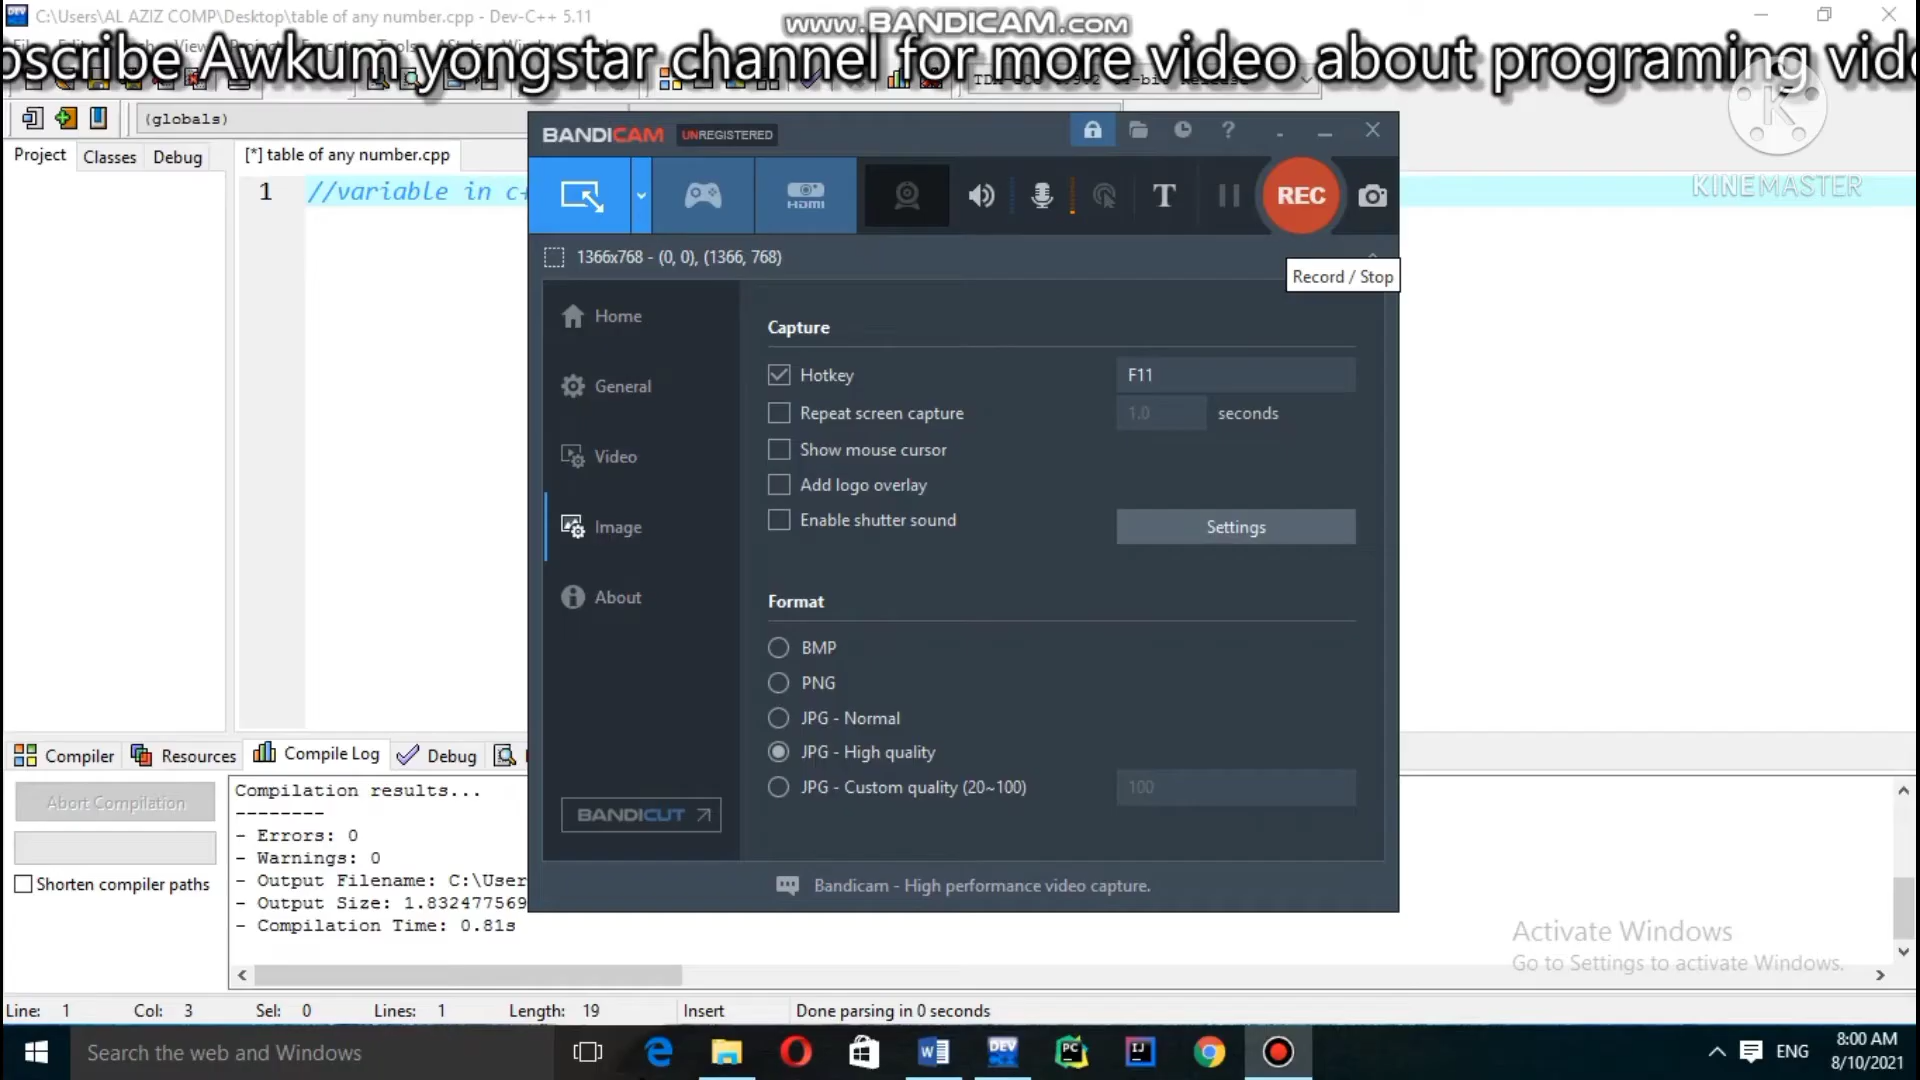 C:\Users\AL AZIZ COMP\Desktop\table of any number.cpp - Dev-C++ 5.11
www.BANDICAM.com
oscribe Awkum yongstar channel for more video about programing vide
(globals)
KINEMASTER
Project Classes Debug
[*] table of any number.cpp
1 //variable in c+
BANDICAM UNREGISTERED
HDMI
T
REC
1366x768 - (0, 0), (1366, 768)
Record / Stop
Home
General
Video
Image
About
BANDICUT
Capture
Hotkey F11
Repeat screen capture 1.0 seconds
Show mouse cursor
Add logo overlay
Enable shutter sound
Settings
Format
BMP
PNG
JPG - Normal
JPG - High quality
JPG - Custom quality (20~100) 100
Bandicam - High performance video capture.
Compiler Resources Compile Log Debug
Abort Compilation
Shorten compiler paths
Compilation results...
--------
- Errors: 0
- Warnings: 0
- Output Filename: C:\User
- Output Size: 1.832477569
- Compilation Time: 0.81s
Activate Windows
Go to Settings to activate Windows.
Line: 1 Col: 3 Sel: 0 Lines: 1 Length: 19 Insert Done parsing in 0 seconds
Search the web and Windows
ENG
8:00 AM
8/10/2021